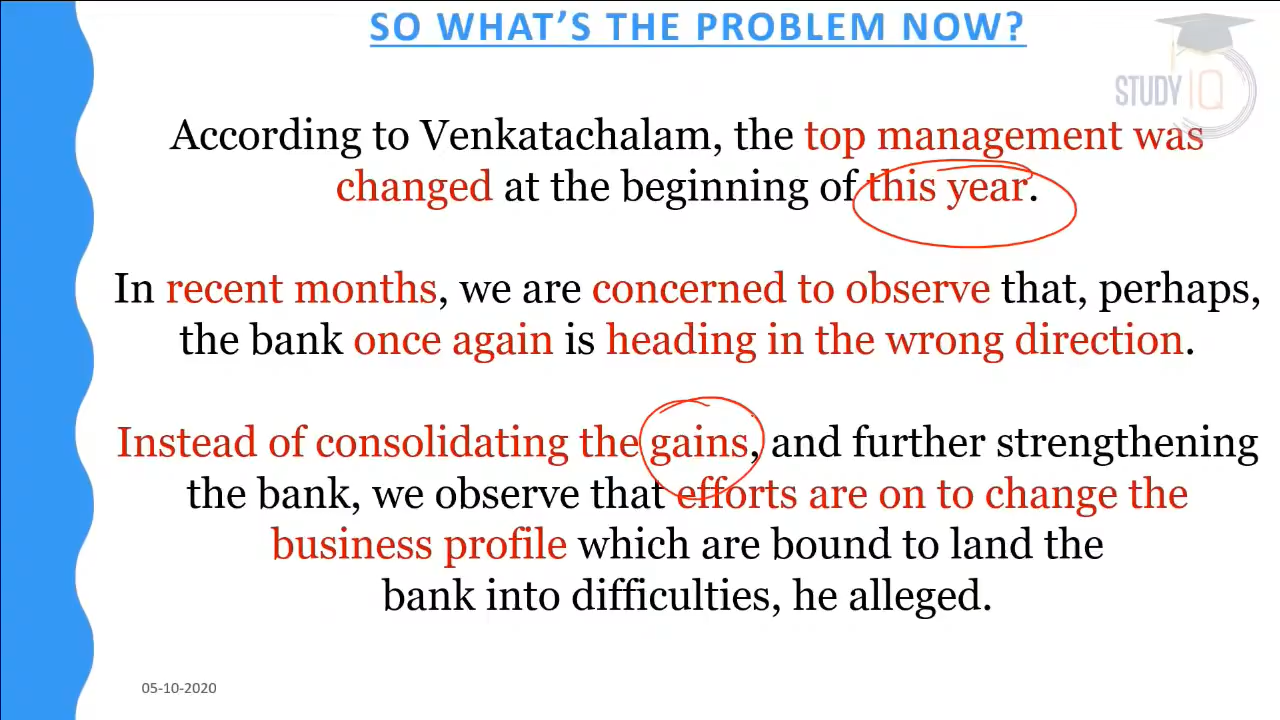 SO WHAT'S THE PROBLEM NOW?
STUDY IQ
According to Venkatachalam, the top management was
changed at the beginning of this year.
In recent months, we are concerned to observe that, perhaps,
the bank once again is heading in the wrong direction.
Instead of consolidating the gains, and further strengthening
the bank, we observe that efforts are on to change the
business profile which are bound to land the
bank into difficulties, he alleged.
05-10-2020